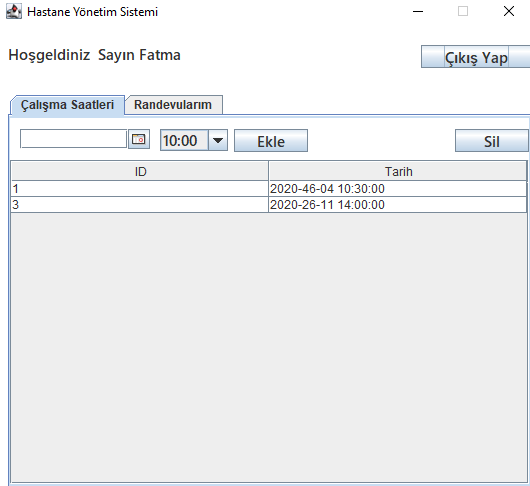 Hastane Yönetim Sistemi
Hoşgeldiniz Sayın Fatma
Çıkış Yap
Çalışma Saatleri Randevularım
10:00 Ekle Sil
ID Tarih
1 2020-46-04 10:30:00
3 2020-26-11 14:00:00